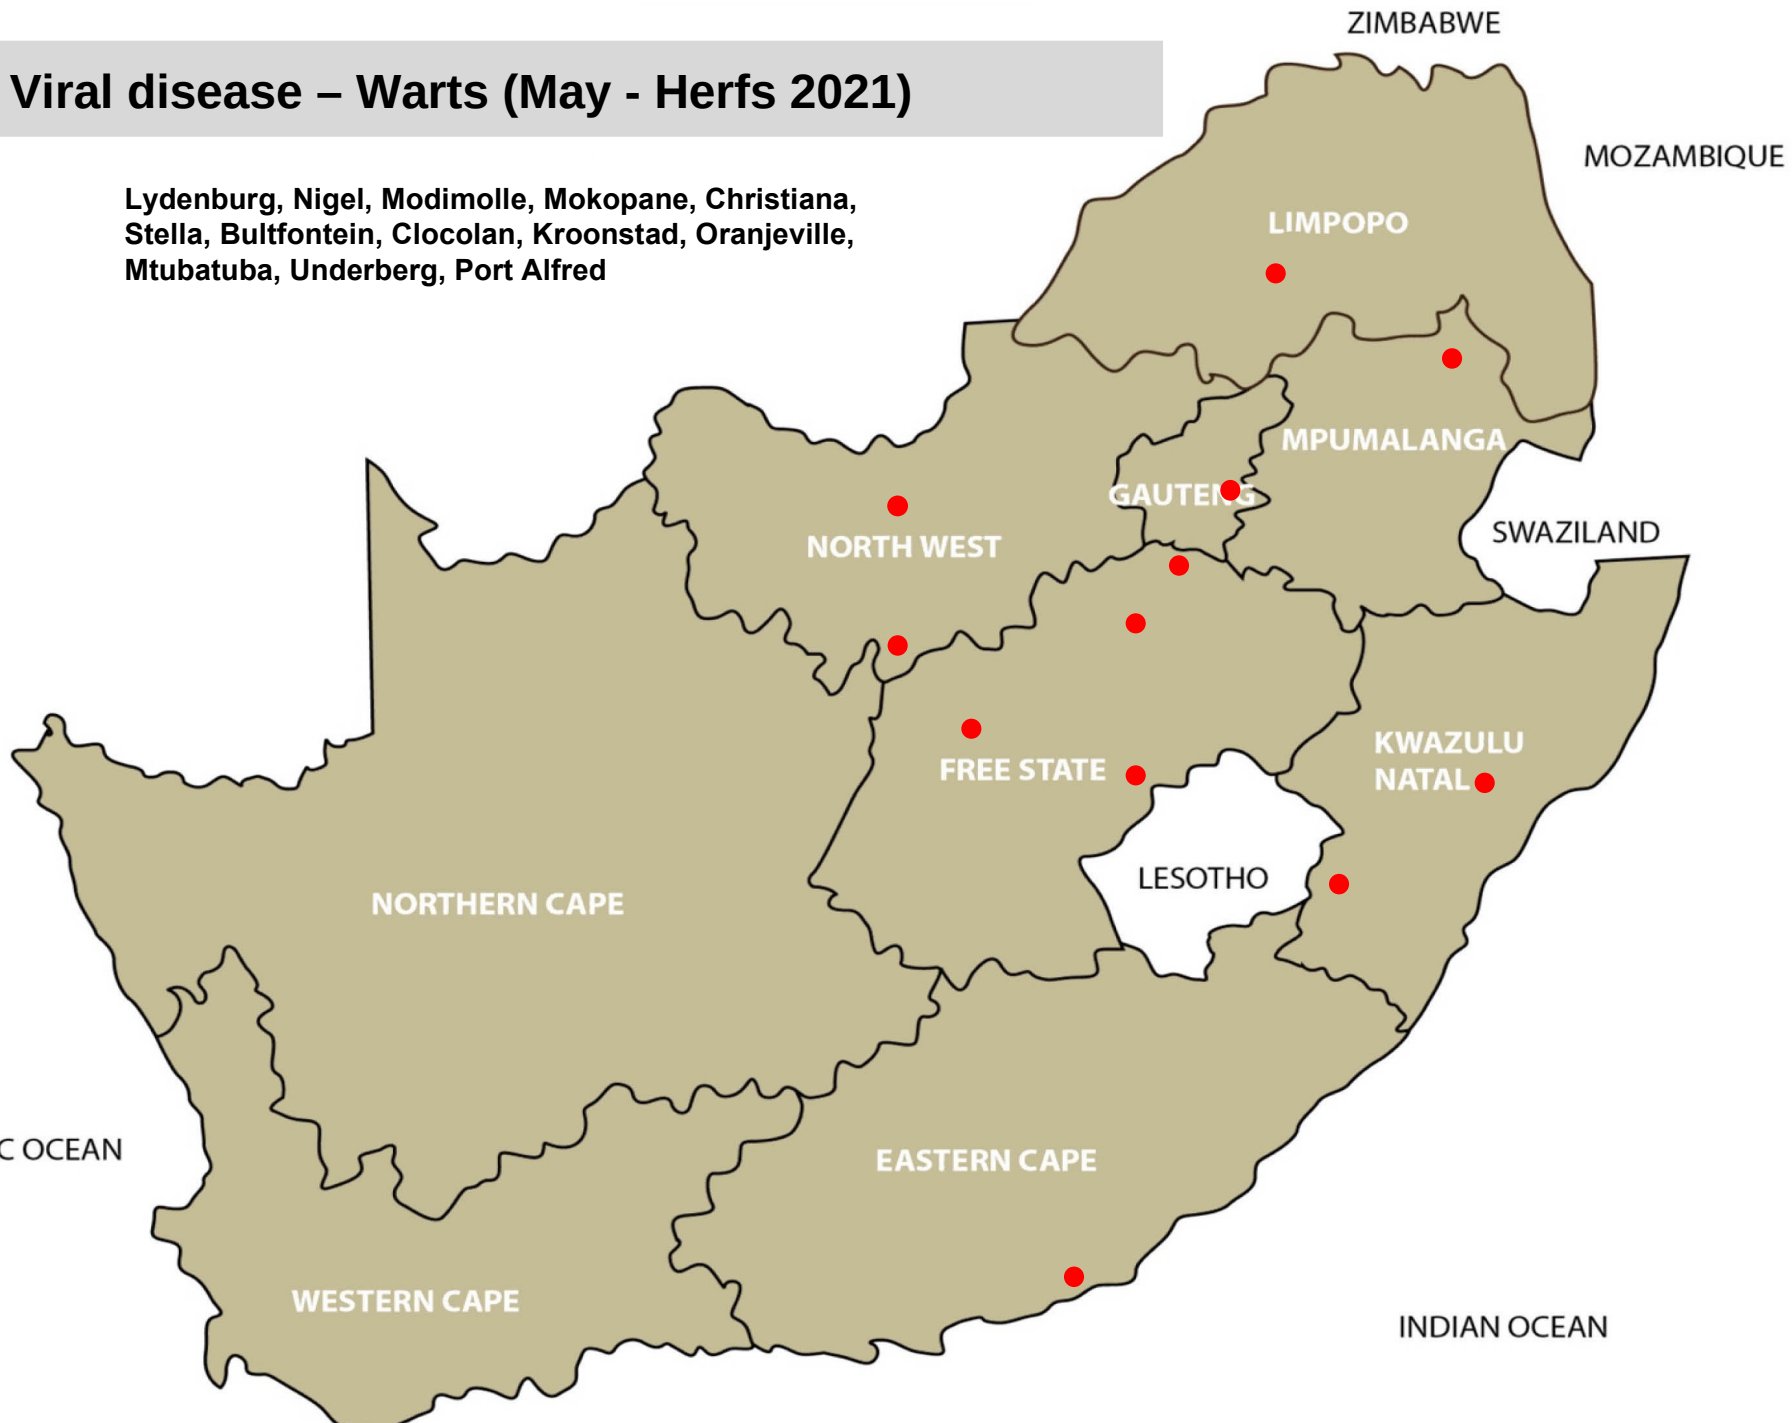 ZIMBABWE
Viral disease – Warts (May - Herfs 2021)
MOZAMBIQUE
Lydenburg, Nigel, Modimolle, Mokopane, Christiana,
Stella, Bultfontein, Clocolan, Kroonstad, Oranjeville,
Mtubatuba, Underberg, Port Alfred
LIMPOPO
MPUMALANGA
GAUTENG
SWAZILAND
NORTH WEST
KWAZULU
NATAL
FREE STATE
LESOTHO
NORTHERN CAPE
C OCEAN
EASTERN CAPE
WESTERN CAPE
INDIAN OCEAN